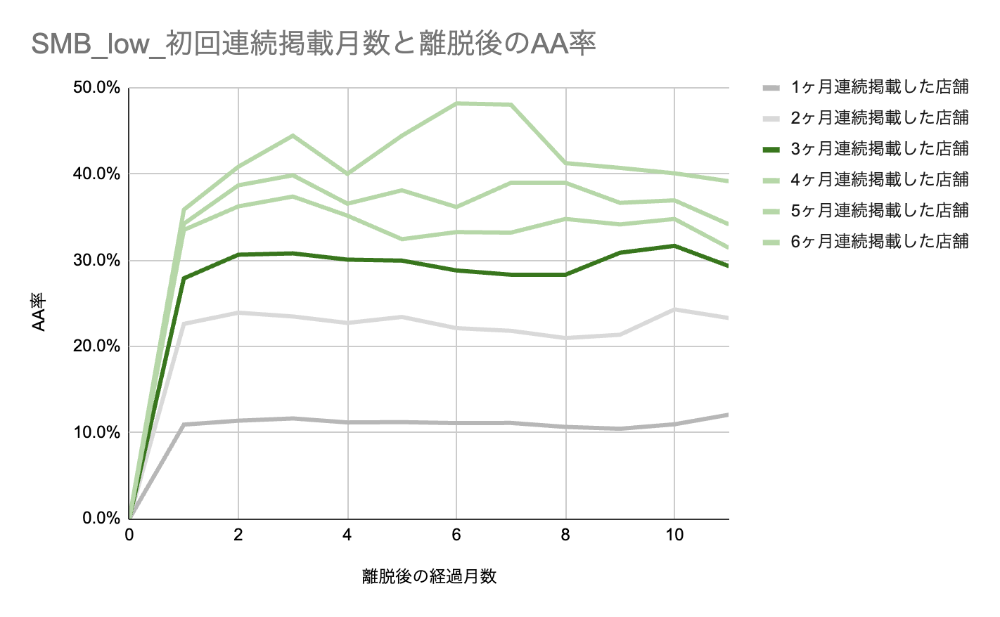 SMB_low_初回連続掲載月数と離脱後のAA率
50.0%
40.0%
30.0%
20.0%
10.0%
0.0%
AA率
0 2 4 6 8 10
離脱後の経過月数
1ヶ月連続掲載した店舗
2ヶ月連続掲載した店舗
3ヶ月連続掲載した店舗
4ヶ月連続掲載した店舗
5ヶ月連続掲載した店舗
6ヶ月連続掲載した店舗